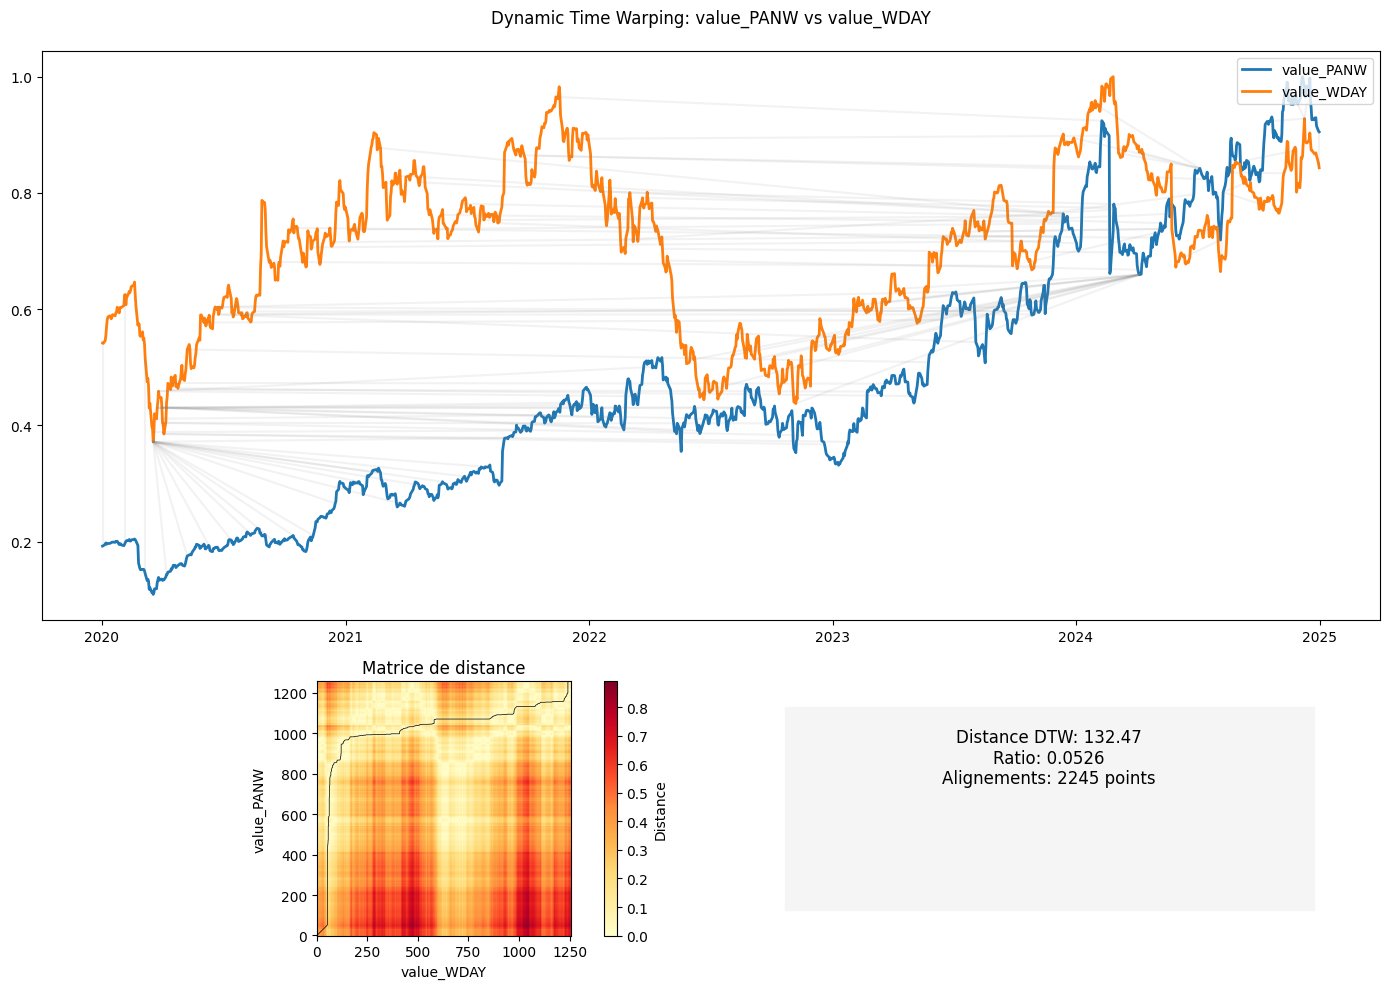 Dynamic Time Warping: value_PANW vs value_WDAY
1.0
0.8
0.6
0.4
0.2
value_PANW
value_WDAY
2020 2021 2022 2023 2024 2025
Matrice de distance
value_PANW
1200
1000
800
600
400
200
0
0 250 500 750 1000 1250
value_WDAY
0.8
0.7
0.6
0.5
0.4
0.3
0.2
0.1
0.0
Distance
Distance DTW: 132.47
Ratio: 0.0526
Alignements: 2245 points